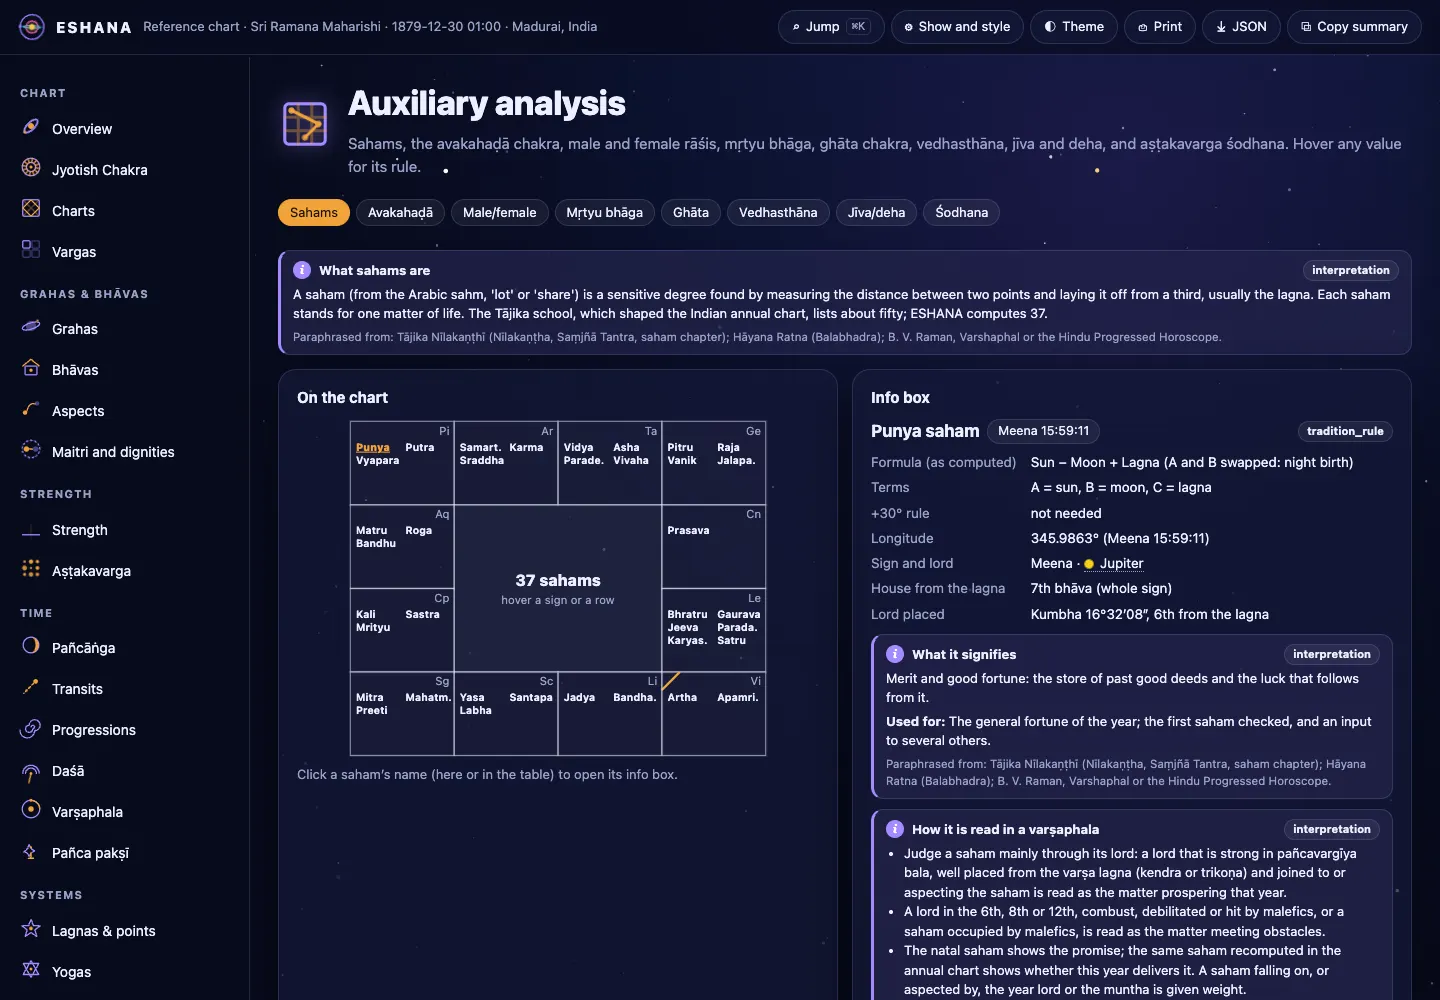 ESHANA
Reference chart · Sri Ramana Maharishi · 1879-12-30 01:00 · Madurai, India
Jump ⌘K
Show and style
Theme
Print
JSON
Copy summary
CHART
Overview
Jyotish Chakra
Charts
Vargas
GRAHAS & BHĀVAS
Grahas
Bhāvas
Aspects
Maitri and dignities
STRENGTH
Strength
Aṣṭakavarga
TIME
Pañcāṅga
Transits
Progressions
Daśā
Varṣaphala
Pañca pakṣī
SYSTEMS
Lagnas & points
Yogas
Auxiliary analysis
Sahams, the avakahaḍā chakra, male and female rāśis, mṛtyu bhāga, ghāta chakra, vedhasthāna, jīva and deha, and aṣṭakavarga śodhana. Hover any value
for its rule.
Sahams
Avakahaḍā
Male/female
Mṛtyu bhāga
Ghāta
Vedhasthāna
Jīva/deha
Śodhana
i What sahams are
interpretation
A saham (from the Arabic sahm, 'lot' or 'share') is a sensitive degree found by measuring the distance between two points and laying it off from a third, usually the lagna. Each saham
stands for one matter of life. The Tājika school, which shaped the Indian annual chart, lists about fifty; ESHANA computes 37.
Paraphrased from: Tājika Nīlakaṇṭhī (Nīlakaṇṭha, Saṃjñā Tantra, saham chapter); Hāyana Ratna (Balabhadra); B. V. Raman, Varshaphal or the Hindu Progressed Horoscope.
On the chart
Pi
Punya Putra
Vyapara
Ar
Samart. Karma
Sraddha
Ta
Vidya Asha
Parade. Vivaha
Ge
Pitru Raja
Vanik Jalapa.
Aq
Matru Roga
Bandhu
Cn
Prasava
37 sahams
hover a sign or a row
Cp
Kali Sastra
Mrityu
Le
Bhratru Gaurava
Jeeva Parada.
Karyas. Satru
Sg
Mitra Mahatm.
Preeti
Sc
Yasa Santapa
Labha
Li
Jadya Bandha.
Vi
Artha Apamri.
Click a saham’s name (here or in the table) to open its info box.
Info box
Punya saham Meena 15:59:11
tradition_rule
Formula (as computed) Sun − Moon + Lagna (A and B swapped: night birth)
Terms A = sun, B = moon, C = lagna
+30° rule not needed
Longitude 345.9863° (Meena 15:59:11)
Sign and lord Meena · Jupiter
House from the lagna 7th bhāva (whole sign)
Lord placed Kumbha 16°32’08”, 6th from the lagna
i What it signifies
interpretation
Merit and good fortune: the store of past good deeds and the luck that follows
from it.
Used for: The general fortune of the year; the first saham checked, and an input
to several others.
Paraphrased from: Tājika Nīlakaṇṭhī (Nīlakaṇṭha, Saṃjñā Tantra, saham chapter); Hāyana
Ratna (Balabhadra); B. V. Raman, Varshaphal or the Hindu Progressed Horoscope.
i How it is read in a varṣaphala
interpretation
• Judge a saham mainly through its lord: a lord that is strong in pañcavargīya
bala, well placed from the varṣa lagna (kendra or trikoṇa) and joined to or
aspecting the saham is read as the matter prospering that year.
• A lord in the 6th, 8th or 12th, combust, debilitated or hit by malefics, or a
saham occupied by malefics, is read as the matter meeting obstacles.
• The natal saham shows the promise; the same saham recomputed in the
annual chart shows whether this year delivers it. A saham falling on, or
aspected by, the year lord or the muntha is given weight.